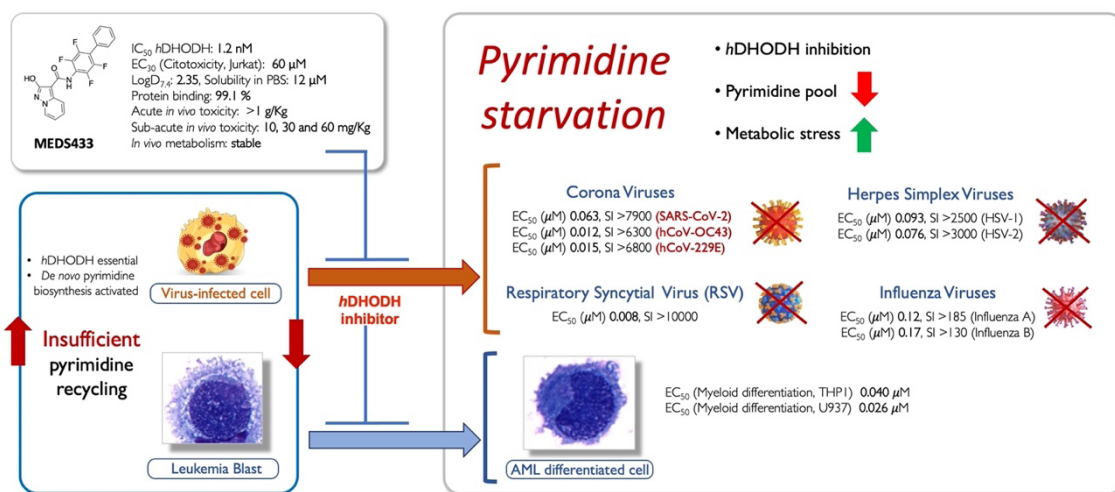 F
F
F
F
O
HO
N
H
N
N
MEDS433
IC50 hDHODH: 1.2 nM
EC30 (Citotoxicity, Jurkat): 60 µM
LogD7.4: 2.35, Solubility in PBS: 12 µM
Protein binding: 99.1 %
Acute in vivo toxicity: >1 g/Kg
Sub-acute in vivo toxicity: 10, 30 and 60 mg/Kg
In vivo metabolism: stable
• hDHODH essential
• De novo pyrimidine
biosynthesis activated
Virus-infected cell
Insufficient
pyrimidine
recycling
Leukemia Blast
hDHODH
inhibitor
Pyrimidine
starvation
• hDHODH inhibition
• Pyrimidine pool
• Metabolic stress
Corona Viruses
EC50 (µM) 0.063, SI >7900 (SARS-CoV-2)
EC50 (µM) 0.012, SI >6300 (hCoV-OC43)
EC50 (µM) 0.015, SI >6800 (hCoV-229E)
Herpes Simplex Viruses
EC50 (µM) 0.093, SI >2500 (HSV-1)
EC50 (µM) 0.076, SI >3000 (HSV-2)
Respiratory Syncytial Virus (RSV)
EC50 (µM) 0.008, SI >10000
Influenza Viruses
EC50 (µM) 0.12, SI >185 (Influenza A)
EC50 (µM) 0.17, SI >130 (Influenza B)
EC50 (Myeloid differentiation, THP1) 0.040 µM
EC50 (Myeloid differentiation, U937) 0.026 µM
AML differentiated cell